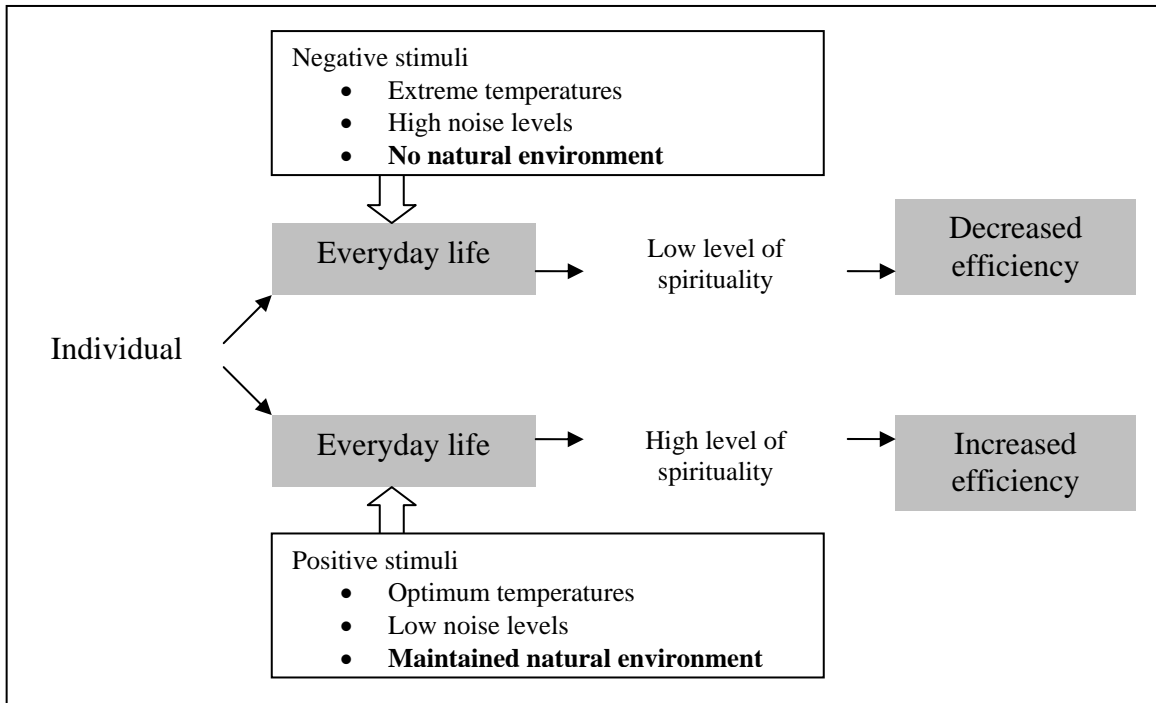 Negative stimuli
• Extreme temperatures
• High noise levels
• No natural environment
Everyday life
Low level of
spirituality
Decreased
efficiency
Individual
Everyday life
High level of
spirituality
Increased
efficiency
Positive stimuli
• Optimum temperatures
• Low noise levels
• Maintained natural environment